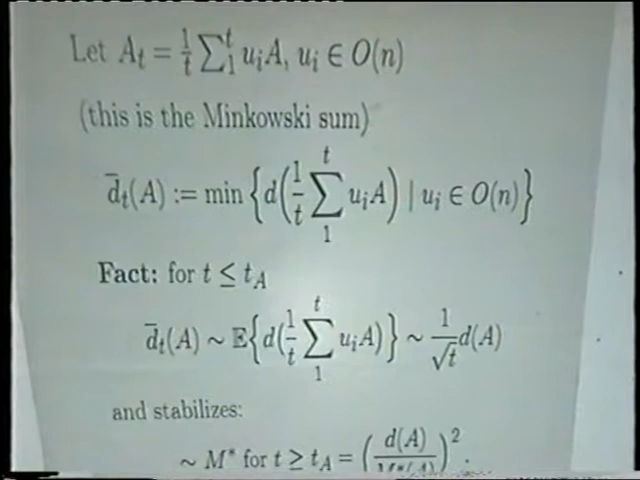 Let A_t = 1/t ∑_1^t u_i A, u_i ∈ O(n)
(this is the Minkowski sum)
d̄_t(A) := min { d( 1/t ∑_1^t u_i A ) | u_i ∈ O(n) }
Fact: for t ≤ t_A
d̄_t(A) ~ 𝔼{ d( 1/t ∑_1^t u_i A ) } ~ 1/√t d(A)
and stabilizes:
~ M* for t ≥ t_A = ( d(A) / M*(A) )^2.